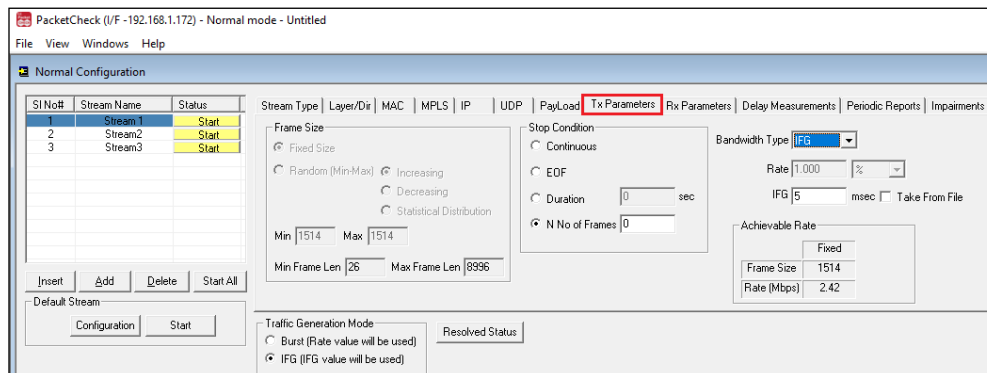 PacketCheck (I/F -192.168.1.172) - Normal mode - Untitled
File View Windows Help
Normal Configuration
SI No# Stream Name Status
1 Stream 1 Start
2 Stream2 Start
3 Stream3 Start
Insert Add Delete Start All
Default Stream
Configuration Start
Stream Type Layer/Dir MAC MPLS IP UDP PayLoad Tx Parameters Rx Parameters Delay Measurements Periodic Reports Impairments
Frame Size
Fixed Size
Random (Min-Max) Increasing
Decreasing
Statistical Distribution
Min 1514 Max 1514
Min Frame Len 26 Max Frame Len 8996
Stop Condition
Continuous
EOF
Duration 0 sec
N No of Frames 0
Bandwidth Type IFG
Rate 1.000 %
IFG 5 msec Take From File
Achievable Rate
Fixed
Frame Size 1514
Rate (Mbps) 2.42
Traffic Generation Mode
Burst (Rate value will be used)
IFG (IFG value will be used)
Resolved Status